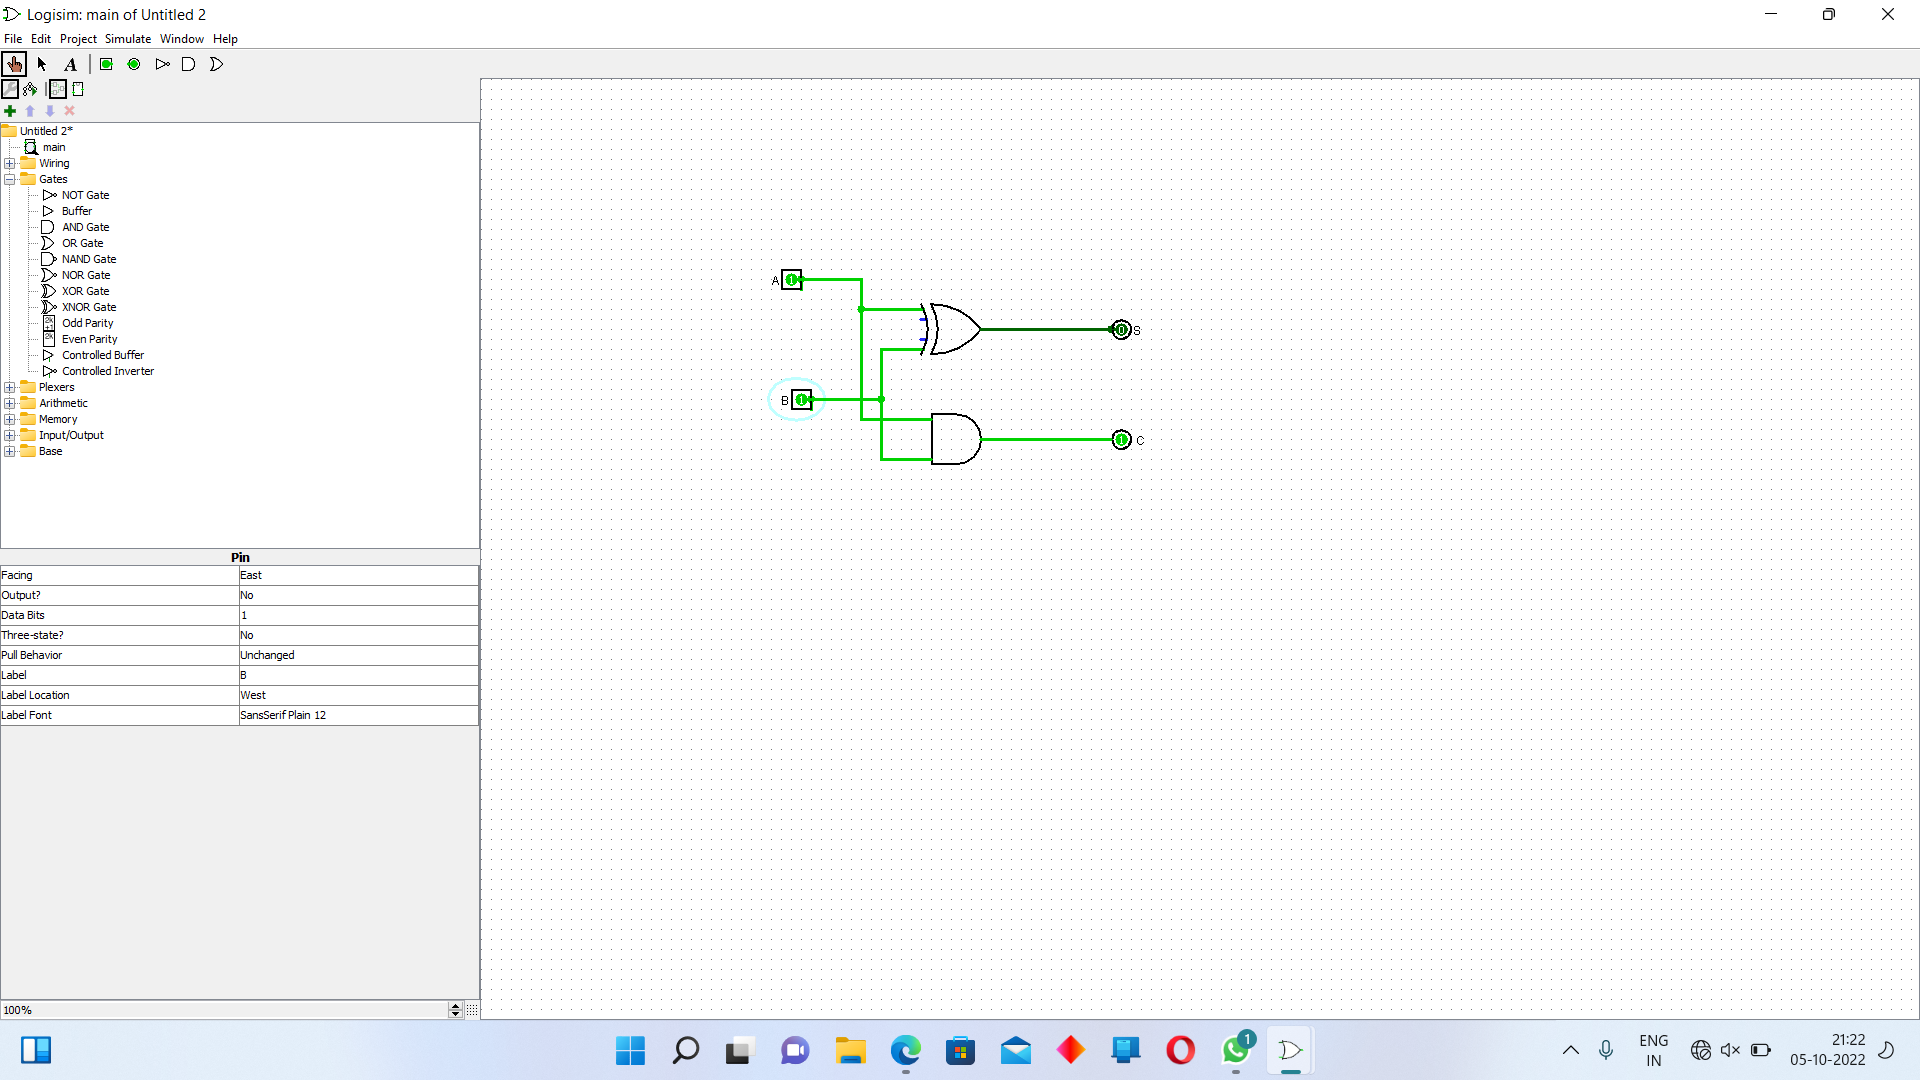 Logisim: main of Untitled 2
File Edit Project Simulate Window Help
A
Untitled 2*
main
Wiring
Gates
NOT Gate
Buffer
AND Gate
OR Gate
NAND Gate
NOR Gate
XOR Gate
XNOR Gate
Odd Parity
Even Parity
Controlled Buffer
Controlled Inverter
Plexers
Arithmetic
Memory
Input/Output
Base
Pin
Facing East
Output? No
Data Bits 1
Three-state? No
Pull Behavior Unchanged
Label B
Label Location West
Label Font SansSerif Plain 12
100%
A 1
0 S
B 1
1 C
1
ENG
IN
21:22
05-10-2022